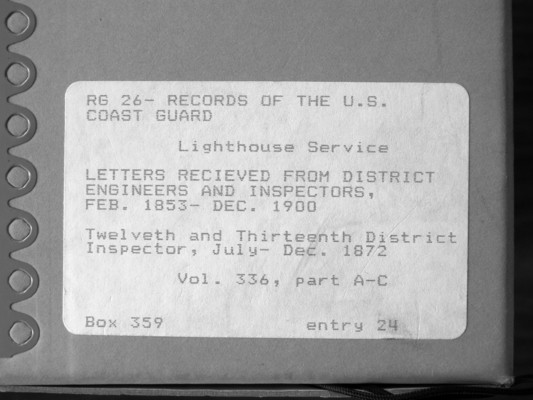 RG 26- RECORDS OF THE U.S.
COAST GUARD
Lighthouse Service
LETTERS RECIEVED FROM DISTRICT
ENGINEERS AND INSPECTORS,
FEB. 1853- DEC. 1900
Twelveth and Thirteenth District
Inspector, July- Dec. 1872
Vol. 336, part A-C
Box 359 entry 24